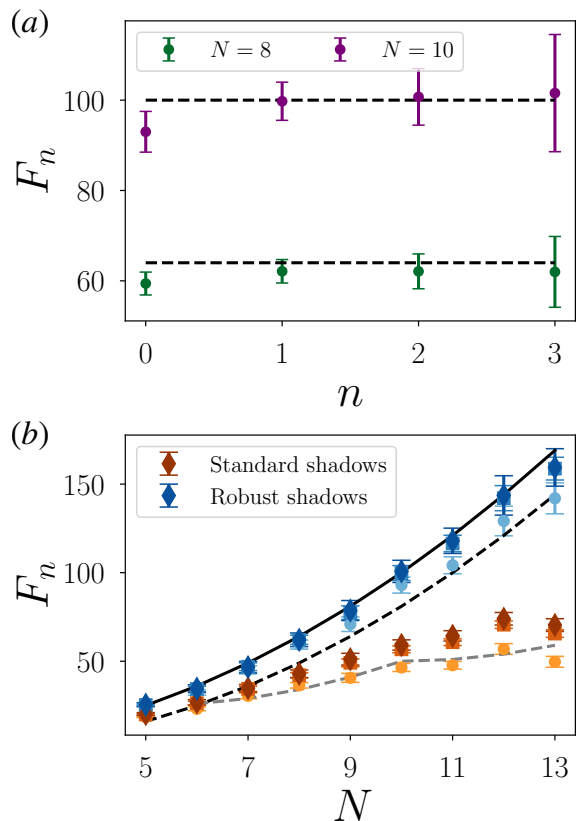 (a)
N = 8 N = 10
100
80
60
F_n
0 1 2 3
n
(b)
Standard shadows
Robust shadows
150
100
50
F_n
5 7 9 11 13
N